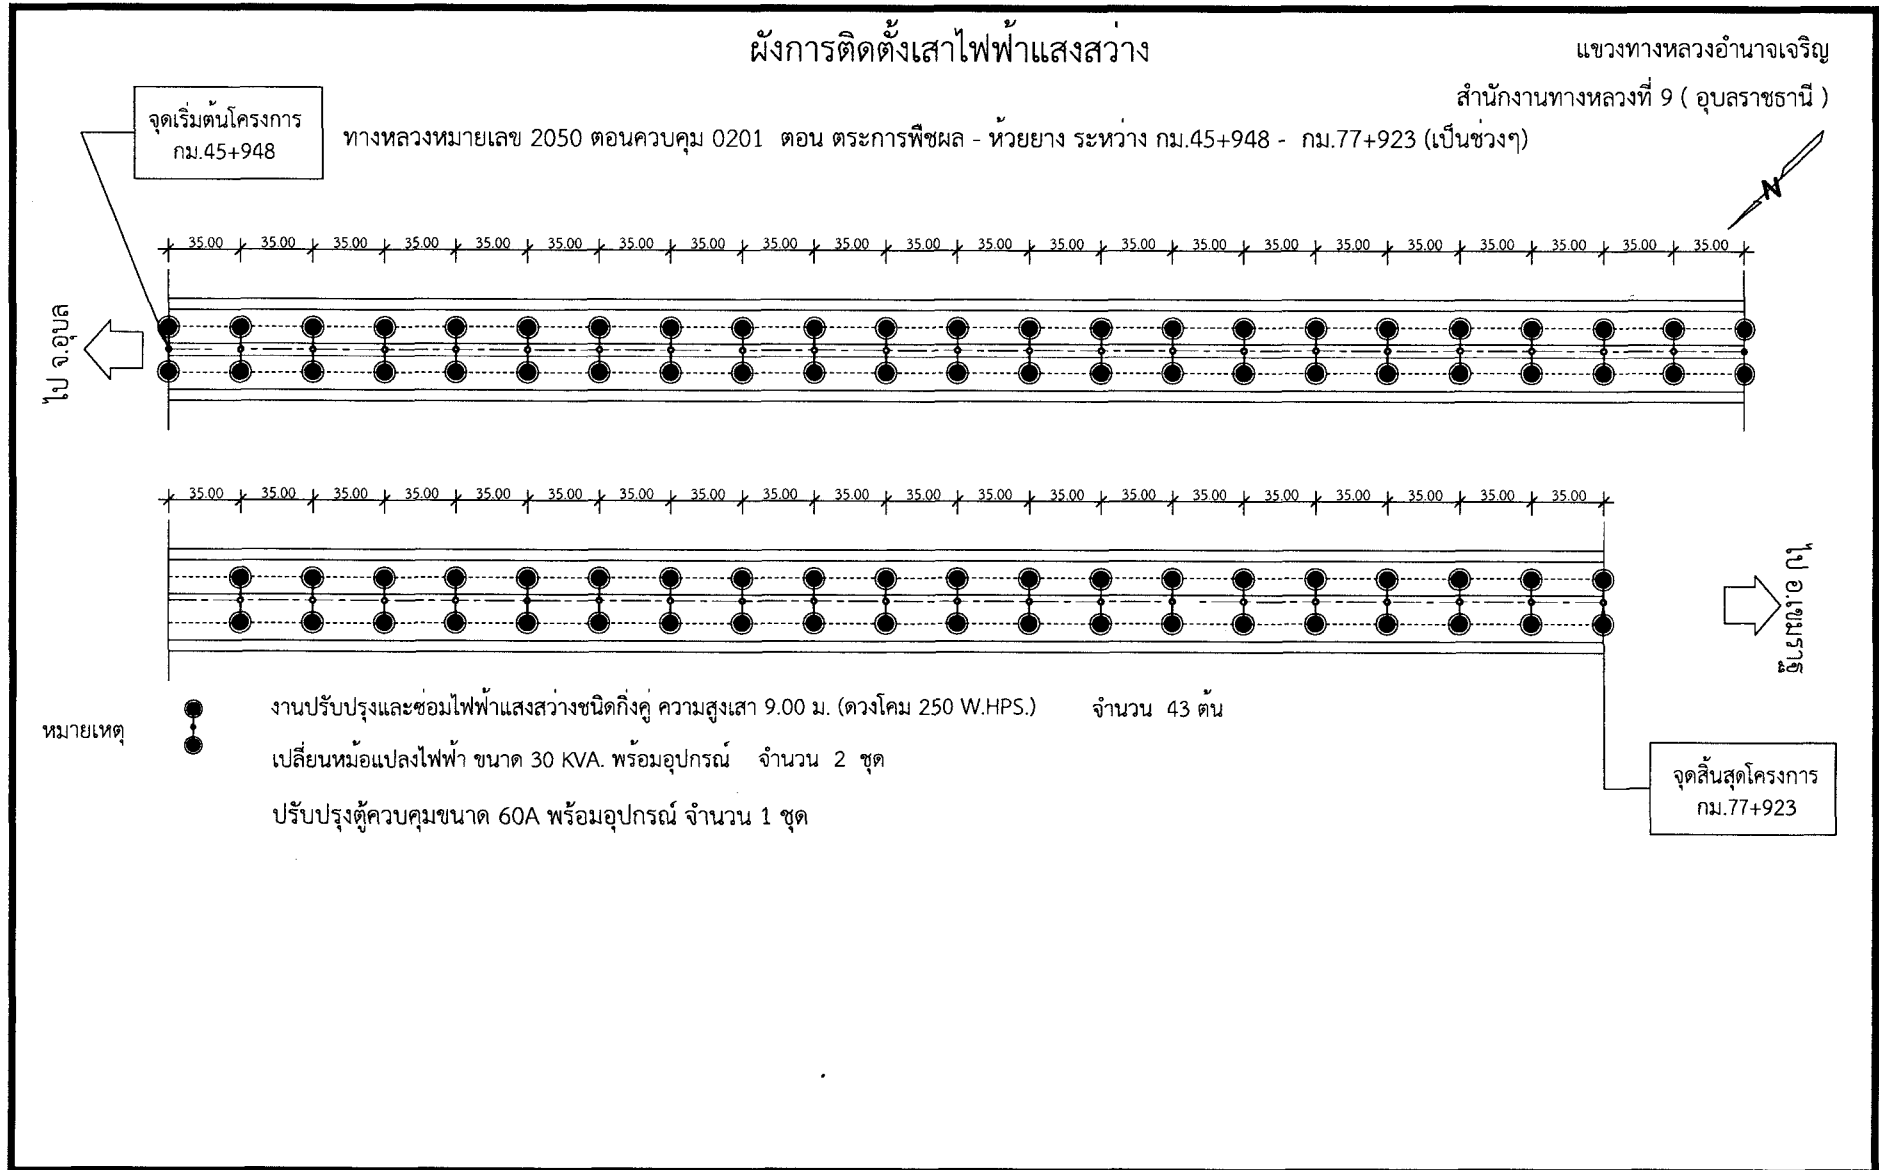 ผังการติดตั้งเสาไฟฟ้าแสงสว่าง
แขวงทางหลวงอำนาจเจริญ
สำนักงานทางหลวงที่ 9 ( อุบลราชธานี )
จุดเริ่มต้นโครงการ
กม.45+948
ทางหลวงหมายเลข 2050 ตอนควบคุม 0201 ตอน ตระการพืชผล - ห้วยยาง ระหว่าง กม.45+948 - กม.77+923 (เป็นช่วงๆ)
N
35.00 35.00 35.00 35.00 35.00 35.00 35.00 35.00 35.00 35.00 35.00 35.00 35.00 35.00 35.00 35.00 35.00 35.00 35.00 35.00 35.00 35.00
ไป จ.อุบล
35.00 35.00 35.00 35.00 35.00 35.00 35.00 35.00 35.00 35.00 35.00 35.00 35.00 35.00 35.00 35.00 35.00 35.00 35.00 35.00
ไป อ.เขมราฐ
หมายเหตุ
งานปรับปรุงและซ่อมไฟฟ้าแสงสว่างชนิดกิ่งคู่ ความสูงเสา 9.00 ม. (ดวงโคม 250 W.HPS.) จำนวน 43 ต้น
เปลี่ยนหม้อแปลงไฟฟ้า ขนาด 30 KVA. พร้อมอุปกรณ์ จำนวน 2 ชุด
ปรับปรุงตู้ควบคุมขนาด 60A พร้อมอุปกรณ์ จำนวน 1 ชุด
จุดสิ้นสุดโครงการ
กม.77+923